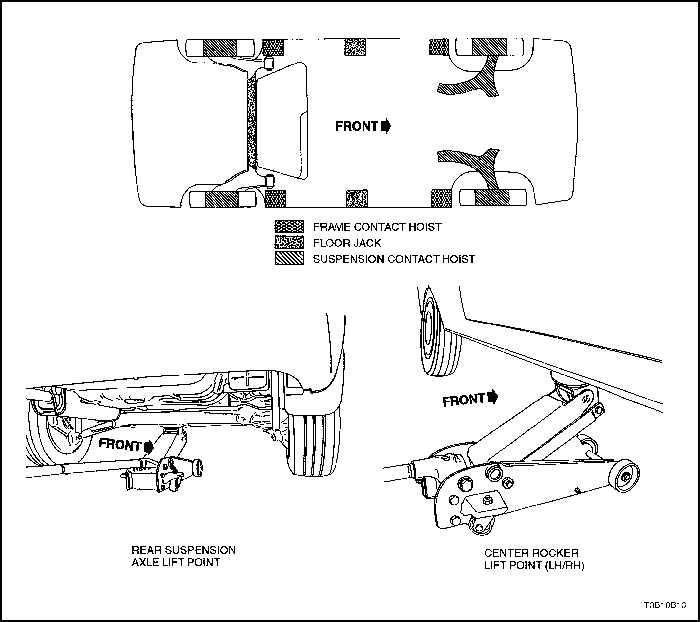 FRONT
FRAME CONTACT HOIST
FLOOR JACK
SUSPENSION CONTACT HOIST
FRONT
FRONT
REAR SUSPENSION
AXLE LIFT POINT
CENTER ROCKER
LIFT POINT (LH/RH)